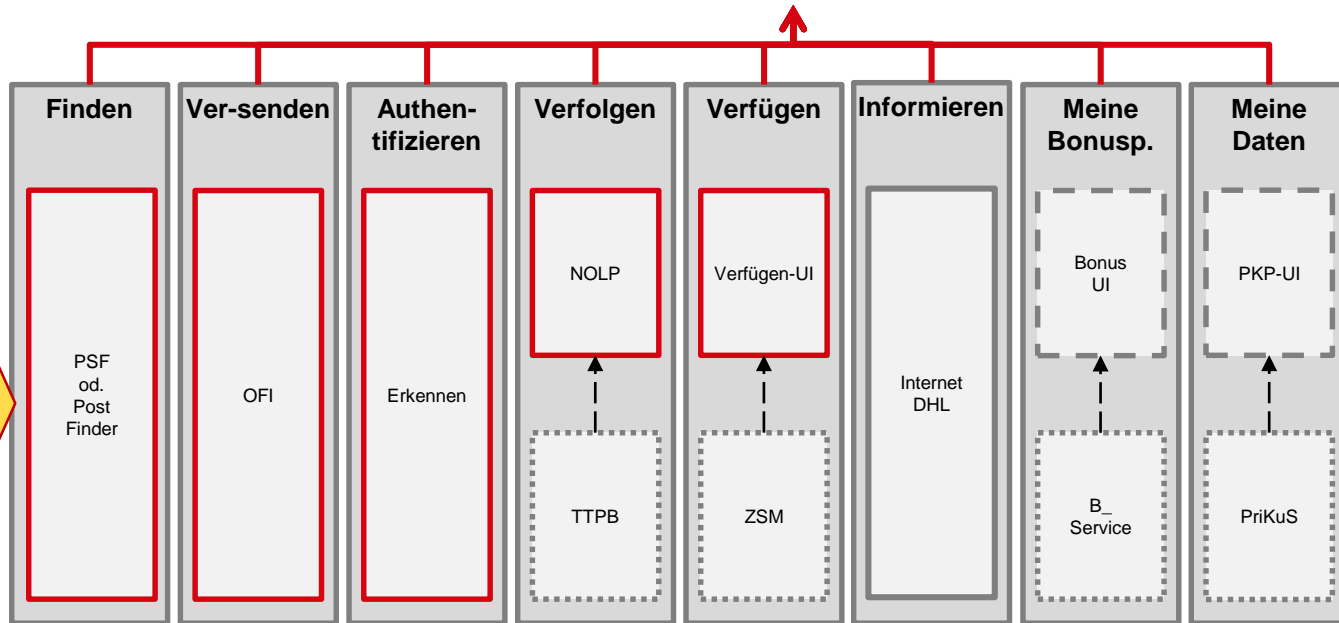 Finden
Ver-senden
Authen-
tifizieren
Verfolgen
Verfügen
Informieren
Meine
Bonusp.
Meine
Daten
PSF
od.
Post
Finder
OFI
Erkennen
NOLP
Verfügen-UI
Internet
DHL
Bonus
UI
PKP-UI
TTPB
ZSM
B_
Service
PriKuS